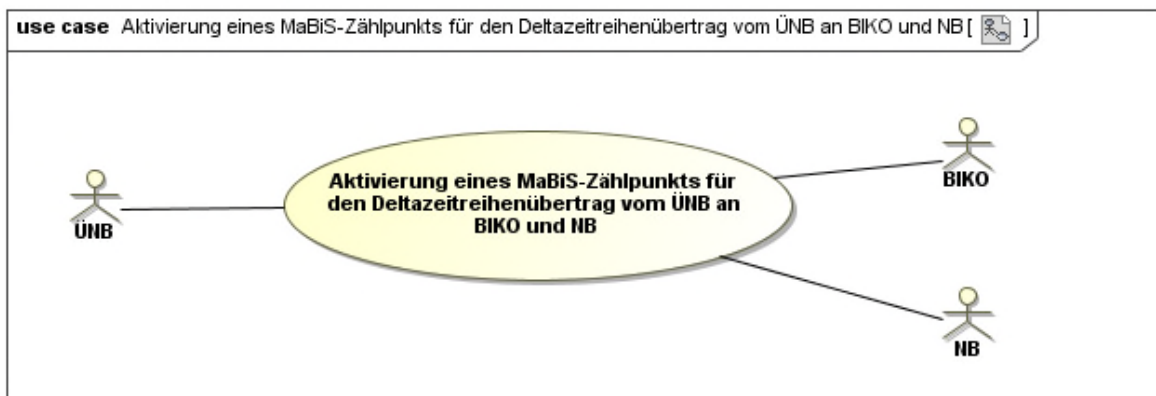 use case Aktivierung eines MaBiS-Zählpunkts für den Deltazeitreihenübertrag vom ÜNB an BIKO und NB [ ]
Aktivierung eines MaBiS-Zählpunkts für
den Deltazeitreihenübertrag vom ÜNB an
BIKO und NB
ÜNB
BIKO
NB